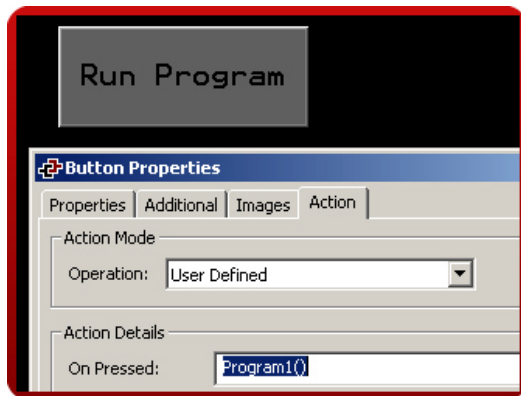 Run Program
Button Properties
Properties Additional Images Action
Action Mode
Operation: User Defined
Action Details
On Pressed: Program1()